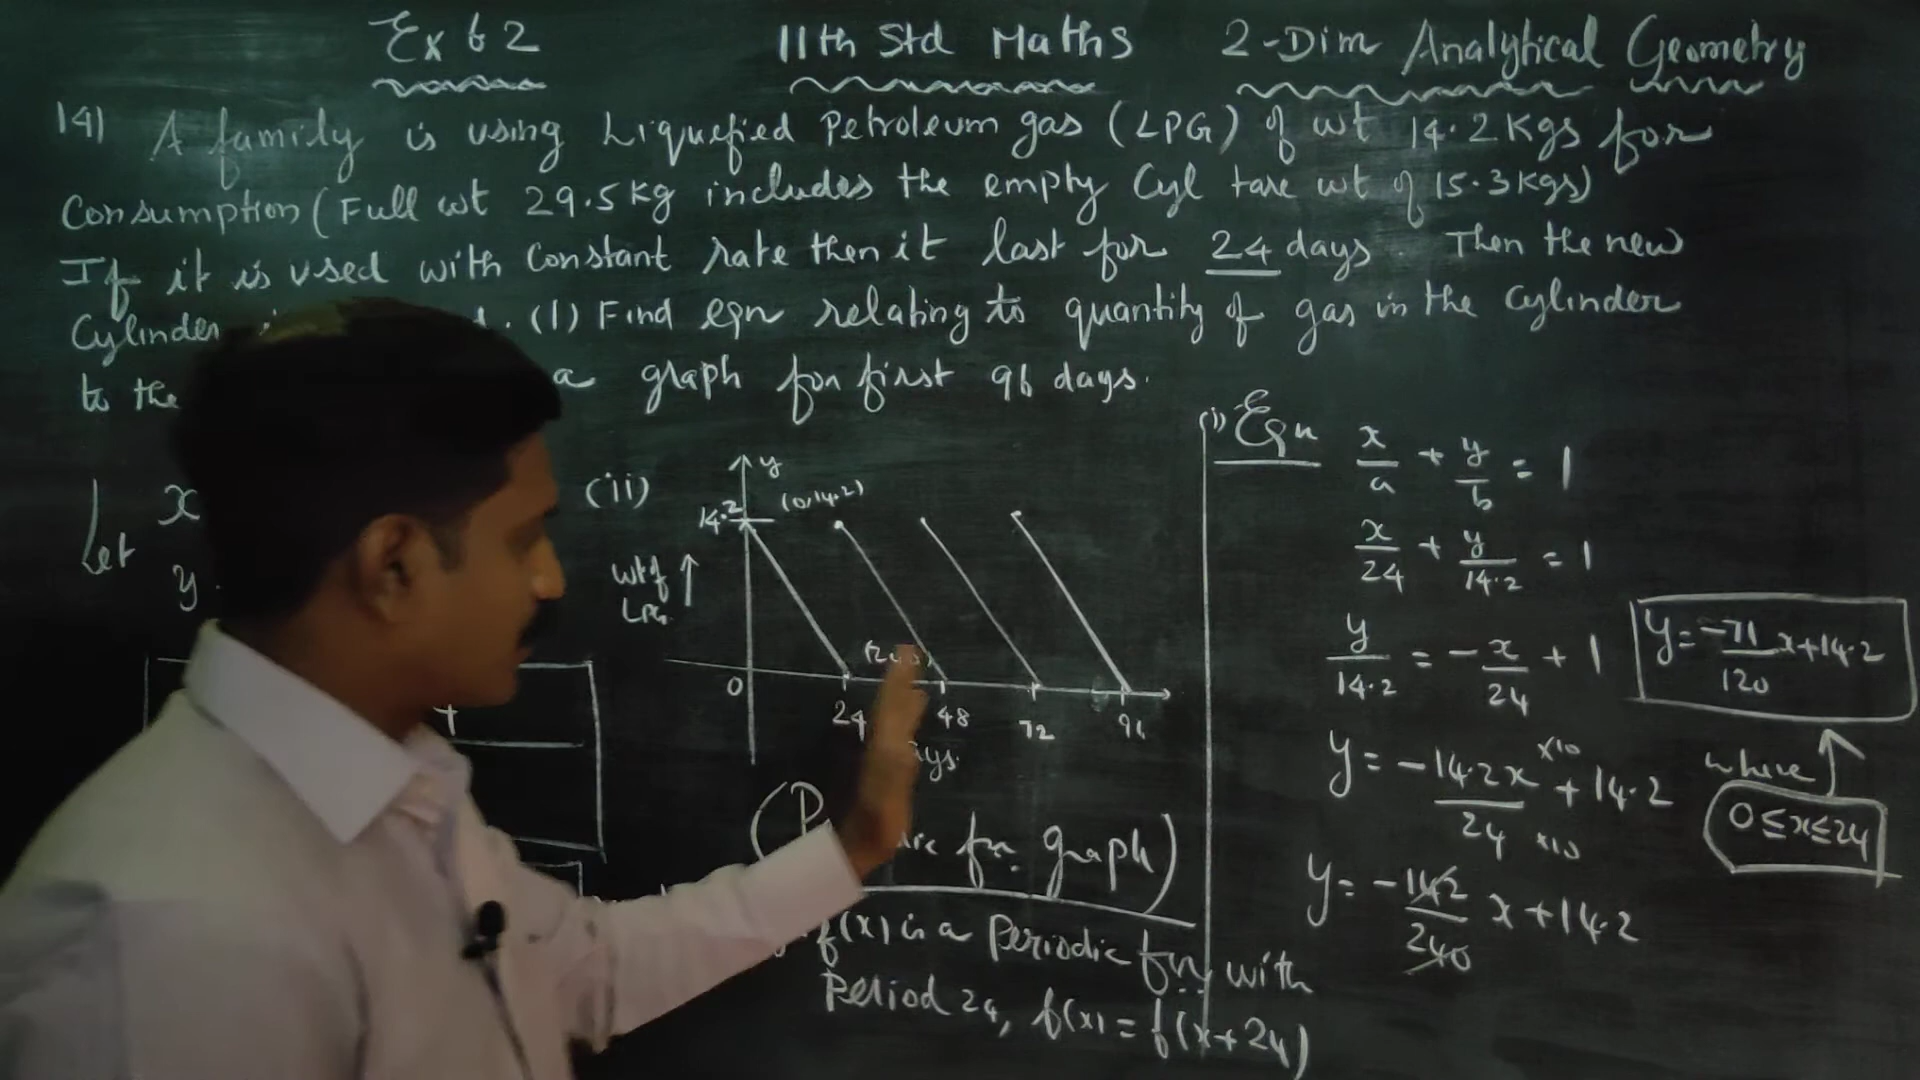 Ex 6 2 11th Std Maths 2-Dim Analytical Geometry
14) A family is using Liquefied Petroleum gas (LPG) of wt 14.2Kgs for
Consumption (Full wt 29.5Kg includes the empty Cyl tare wt of 15.3Kgs)
If it is used with Constant rate then it last for 24 days. Then the new
Cylinder (1) Find eqn relating to quantity of gas in the Cylinder
to the a graph for first 96 days.
Let x
y
(ii)
y
14.2 (0,14.2)
wt of
LPG
0
24 48 72 96
graph)
f(x) is a Periodic fn with
Period 24, f(x) = f(x+24)
(i) Eqn x/a + y/b = 1
x/24 + y/14.2 = 1
y/14.2 = -x/24 + 1
y = -14.2x/24 + 14.2
x10
x10
y = -142/240 x + 14.2
y = -71/120 x + 14.2
where
0 ≤ x ≤ 24